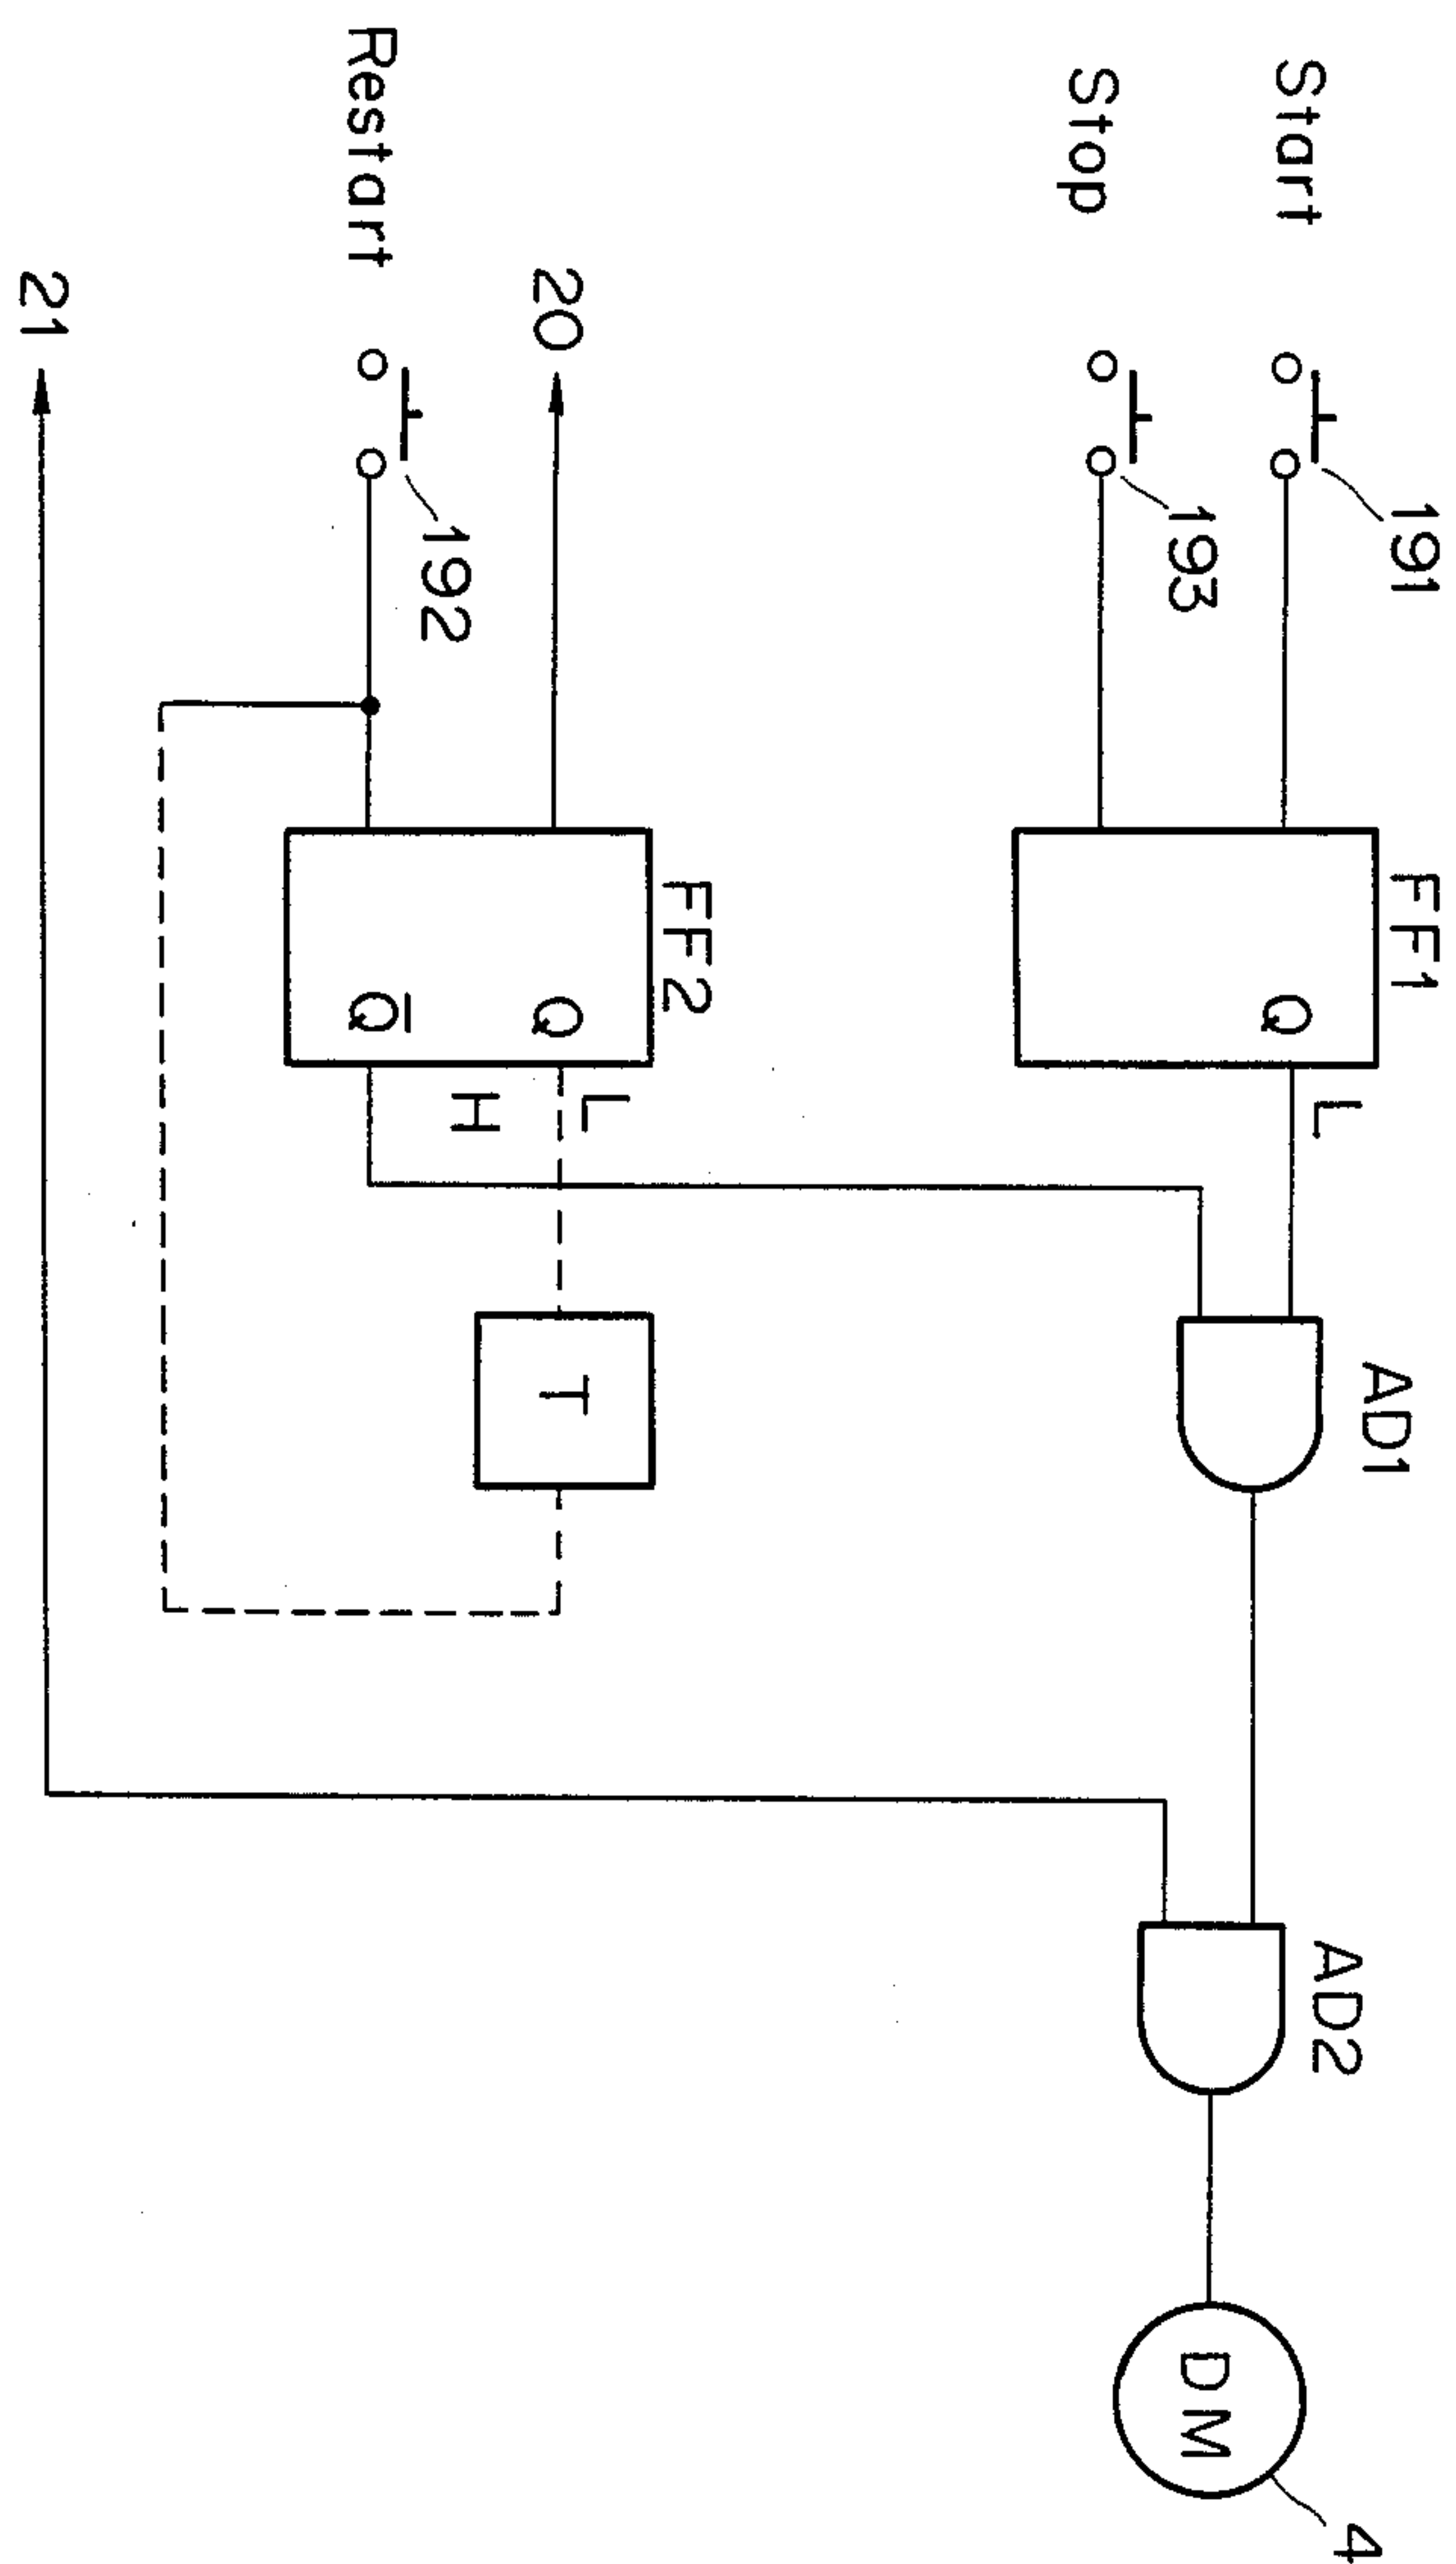 Start
191
FF1
Q
L
AD1
AD2
DM
4
Stop
193
20
FF2
Q
L
T
Restart
192
Q̅
H
21